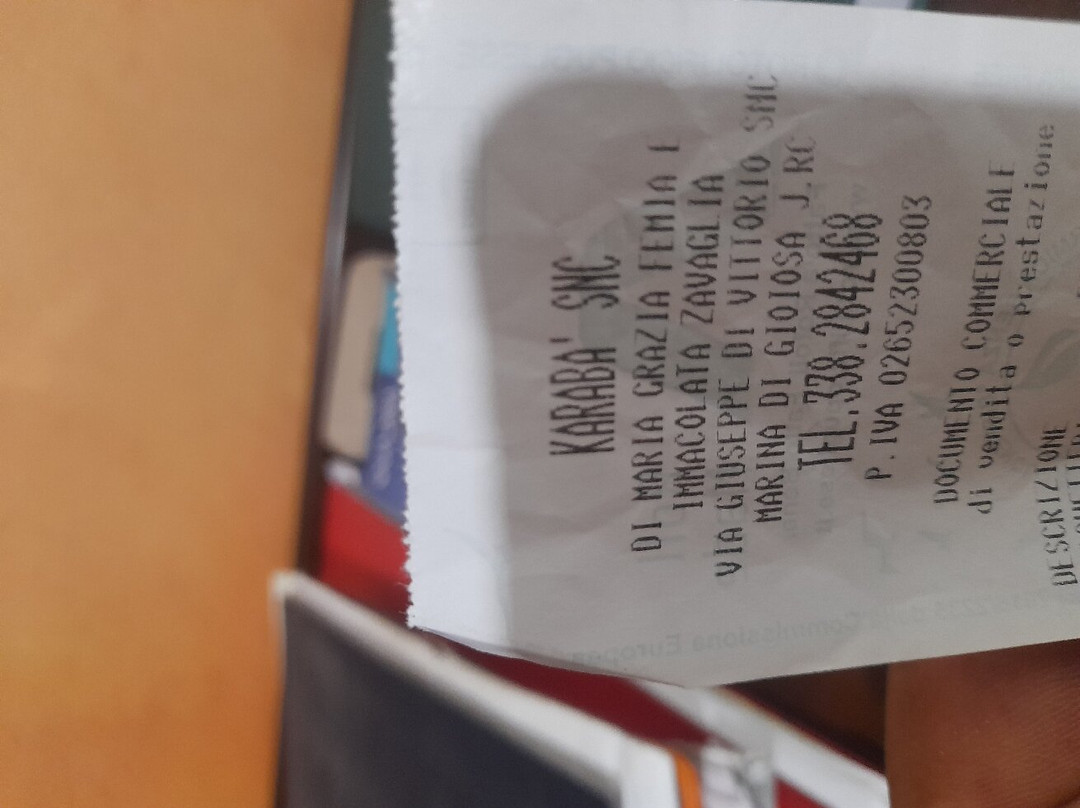 KARABA' SNC
DI MARIA GRAZIA FEMIA E
IMMACOLATA ZAVAGLIA
VIA GIUSEPPE DI VITTORIO SNC
MARINA DI GIOIOSA J.RC
TEL.338.2842468
P.IVA 02652300803
DOCUMENTO COMMERCIALE
di vendita o prestazione
DESCRIZIONE